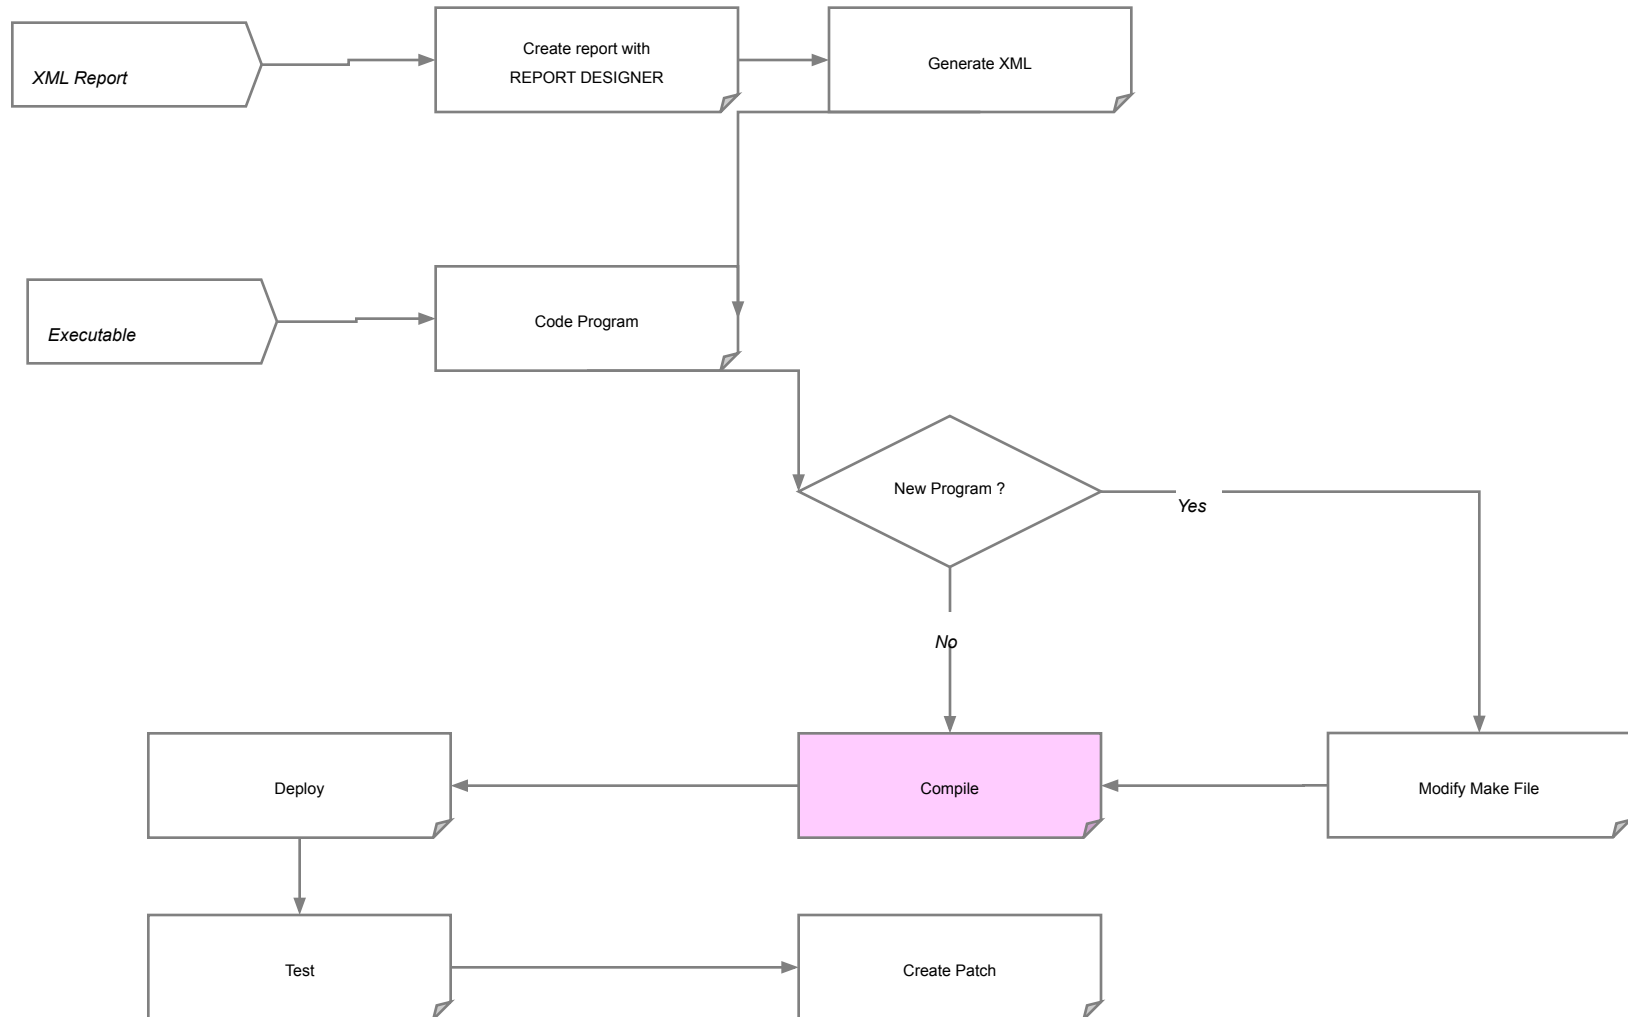 XML Report
Create report with
REPORT DESIGNER
Generate XML
Executable
Code Program
New Program ?
Yes
No
Deploy
Compile
Modify Make File
Test
Create Patch